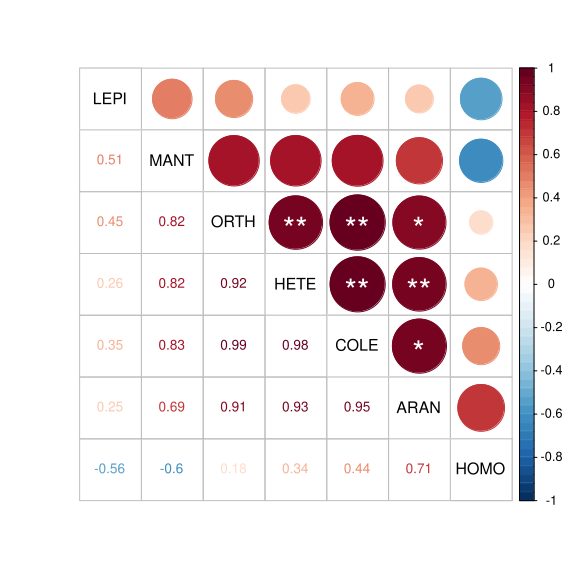 LEPI
0.51 MANT
0.45 0.82 ORTH ** ** *
0.26 0.82 0.92 HETE ** **
0.35 0.83 0.99 0.98 COLE *
0.25 0.69 0.91 0.93 0.95 ARAN
-0.56 -0.6 0.18 0.34 0.44 0.71 HOMO
1
0.8
0.6
0.4
0.2
0
-0.2
-0.4
-0.6
-0.8
-1